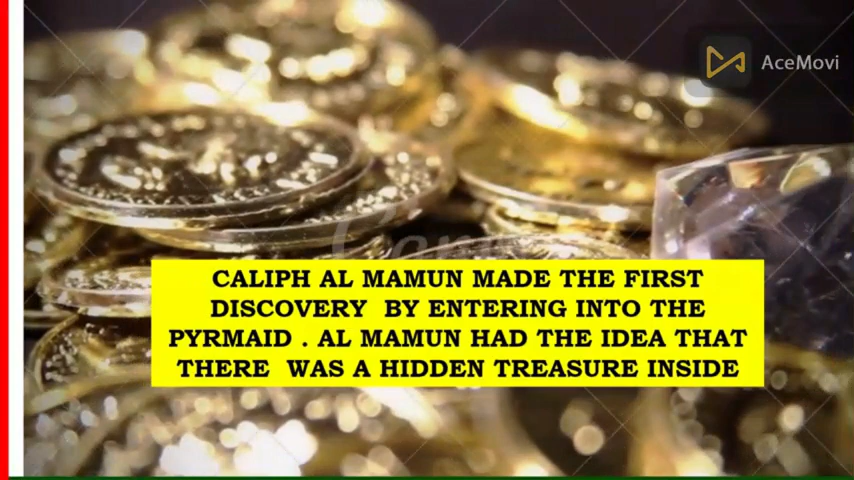 AceMovi
CALIPH AL MAMUN MADE THE FIRST
DISCOVERY BY ENTERING INTO THE
PYRMAID . AL MAMUN HAD THE IDEA THAT
THERE WAS A HIDDEN TREASURE INSIDE